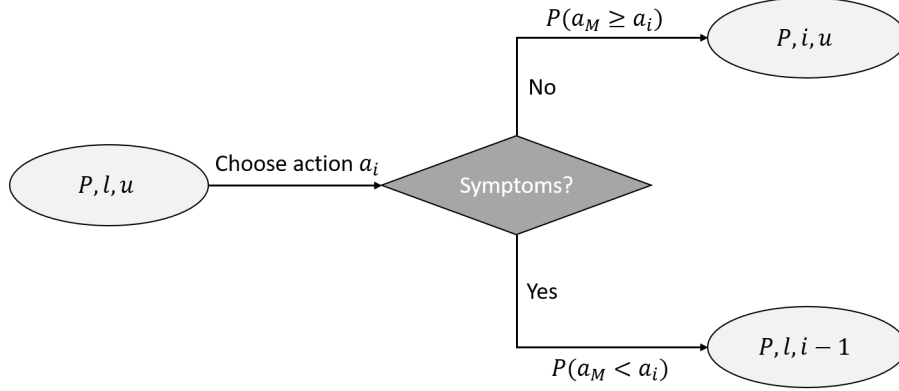 P(a_M ≥ a_i)
P, i, u
No
Choose action a_i
P, l, u
Symptoms?
Yes
P, l, i − 1
P(a_M < a_i)